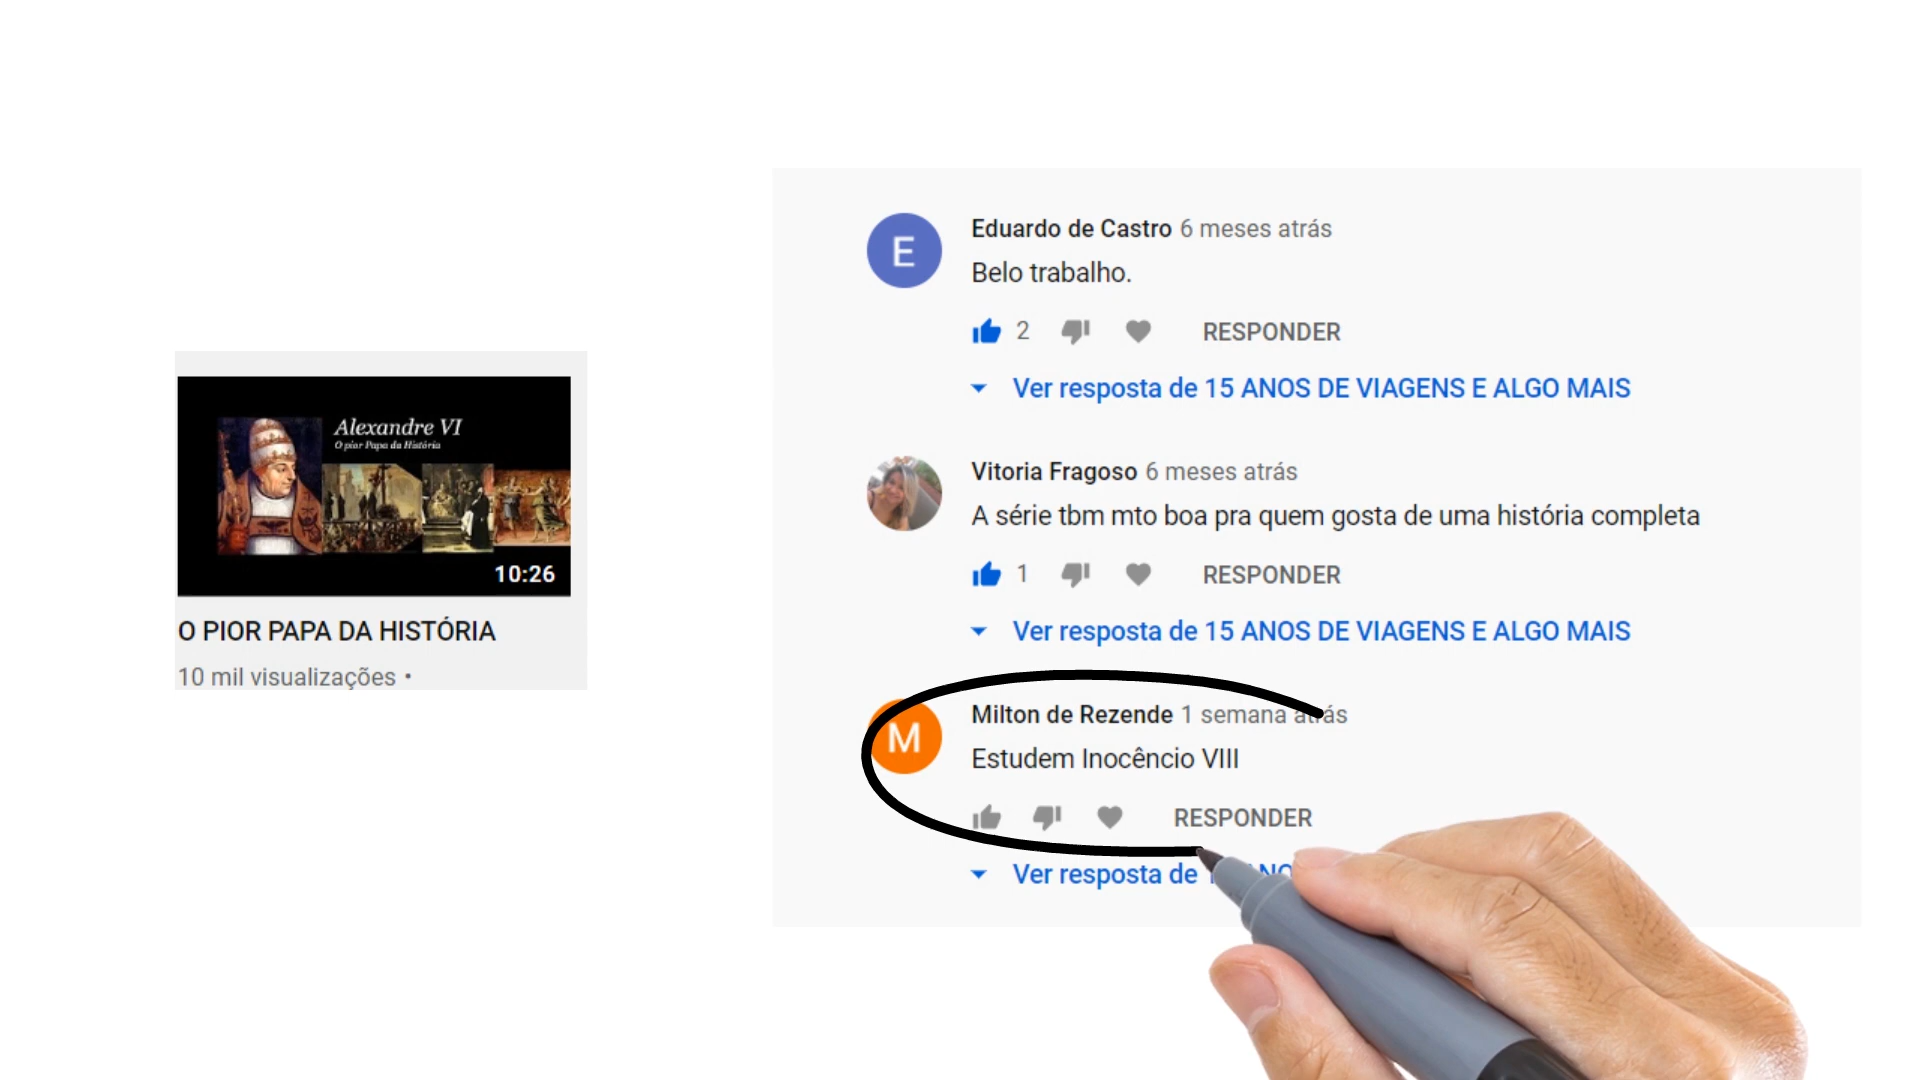 Alexandre VI
O pior Papa da História
10:26
O PIOR PAPA DA HISTÓRIA
10 mil visualizações •
E
Eduardo de Castro 6 meses atrás
Belo trabalho.
2 RESPONDER
Ver resposta de 15 ANOS DE VIAGENS E ALGO MAIS
Vitoria Fragoso 6 meses atrás
A série tbm mto boa pra quem gosta de uma história completa
1 RESPONDER
Ver resposta de 15 ANOS DE VIAGENS E ALGO MAIS
M
Milton de Rezende 1 semana atrás
Estudem Inocêncio VIII
RESPONDER
Ver resposta de